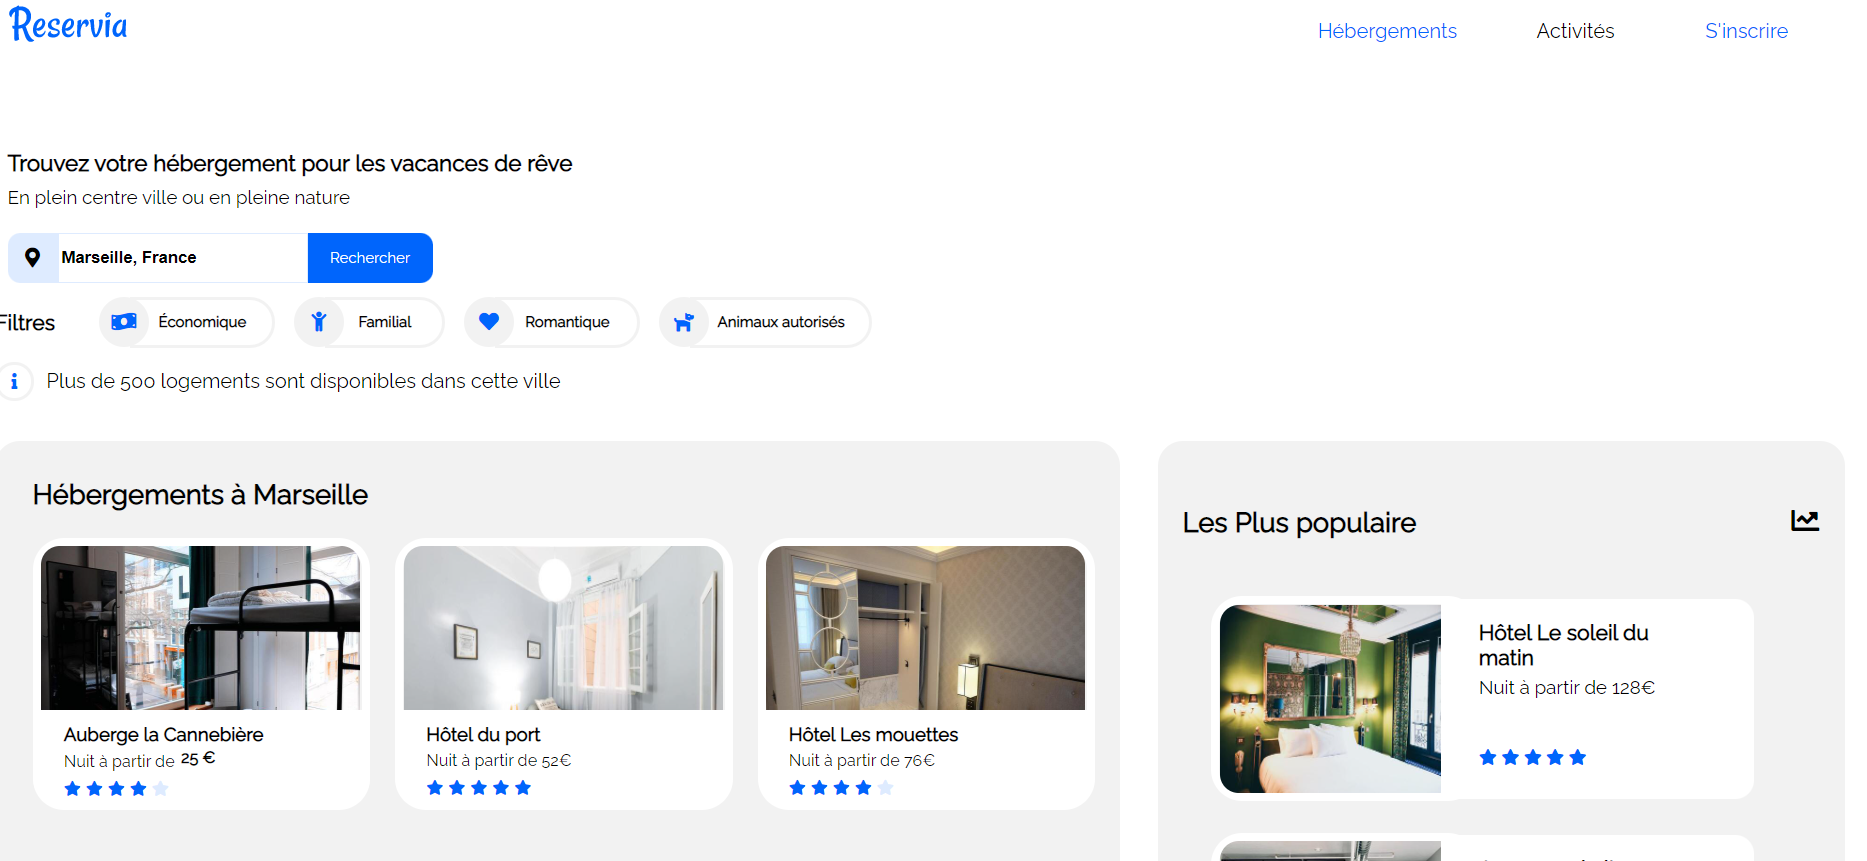 Reservia
Hébergements
Activités
S'inscrire
Trouvez votre hébergement pour les vacances de rêve
En plein centre ville ou en pleine nature
Marseille, France
Rechercher
Filtres
Économique
Familial
Romantique
Animaux autorisés
Plus de 500 logements sont disponibles dans cette ville
Hébergements à Marseille
Auberge la Cannebière
Nuit à partir de 25 €
Hôtel du port
Nuit à partir de 52€
Hôtel Les mouettes
Nuit à partir de 76€
Les Plus populaire
Hôtel Le soleil du
matin
Nuit à partir de 128€